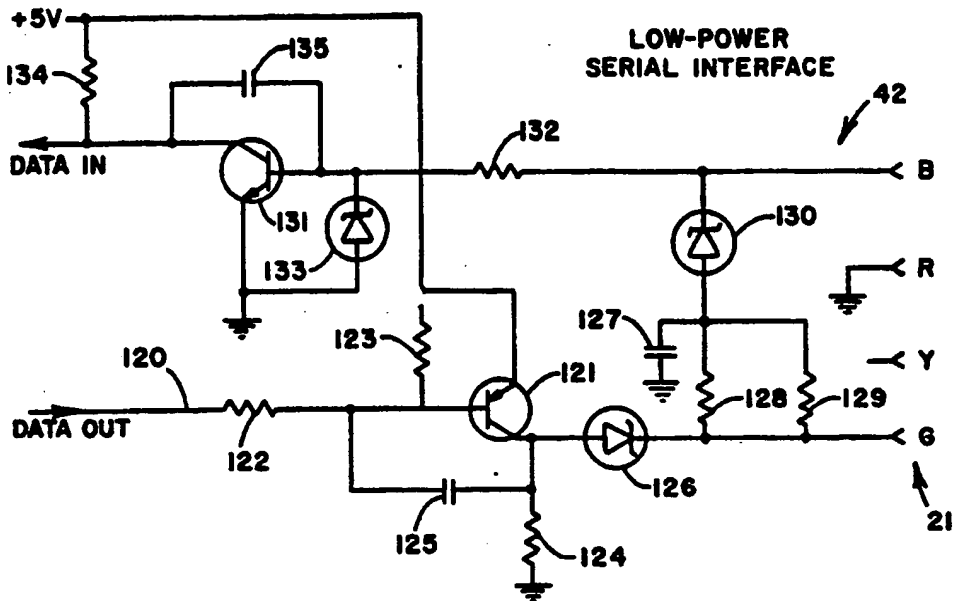 +5V
135
LOW-POWER
SERIAL INTERFACE
134
42
132
DATA IN
B
131
130
133
R
127
123
120
121
Y
128
129
DATA OUT
G
122
126
21
125
124